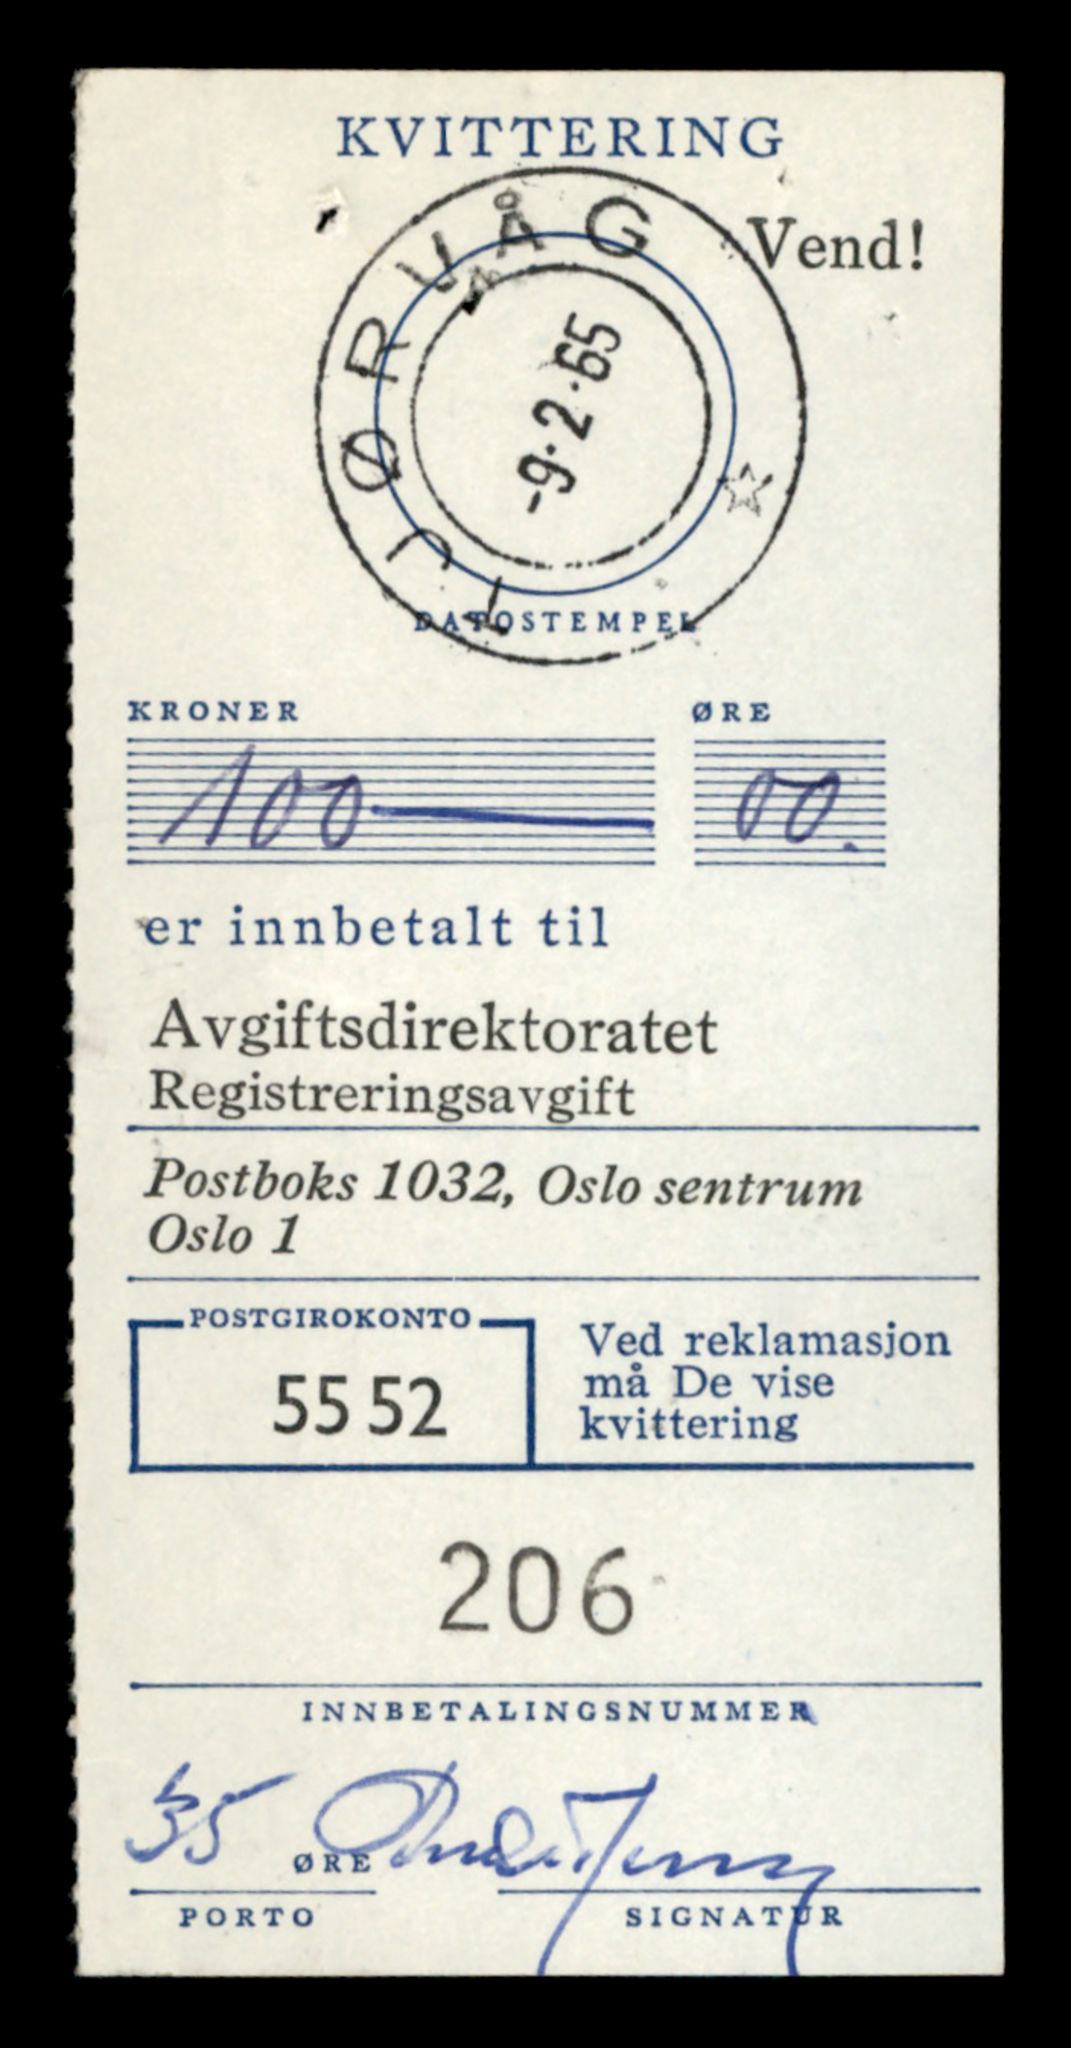 KVITTERING
Vend!
TJØRVÅG
-9.2.65
DATOSTEMPEL
KRONER ØRE
100— 00.
er innbetalt til
Avgiftsdirektoratet
Registreringsavgift
Postboks 1032, Oslo sentrum
Oslo 1
POSTGIROKONTO
55 52
Ved reklamasjon
må De vise
kvittering
206
INNBETALINGSNUMMER
35 ØRE
PORTO SIGNATUR